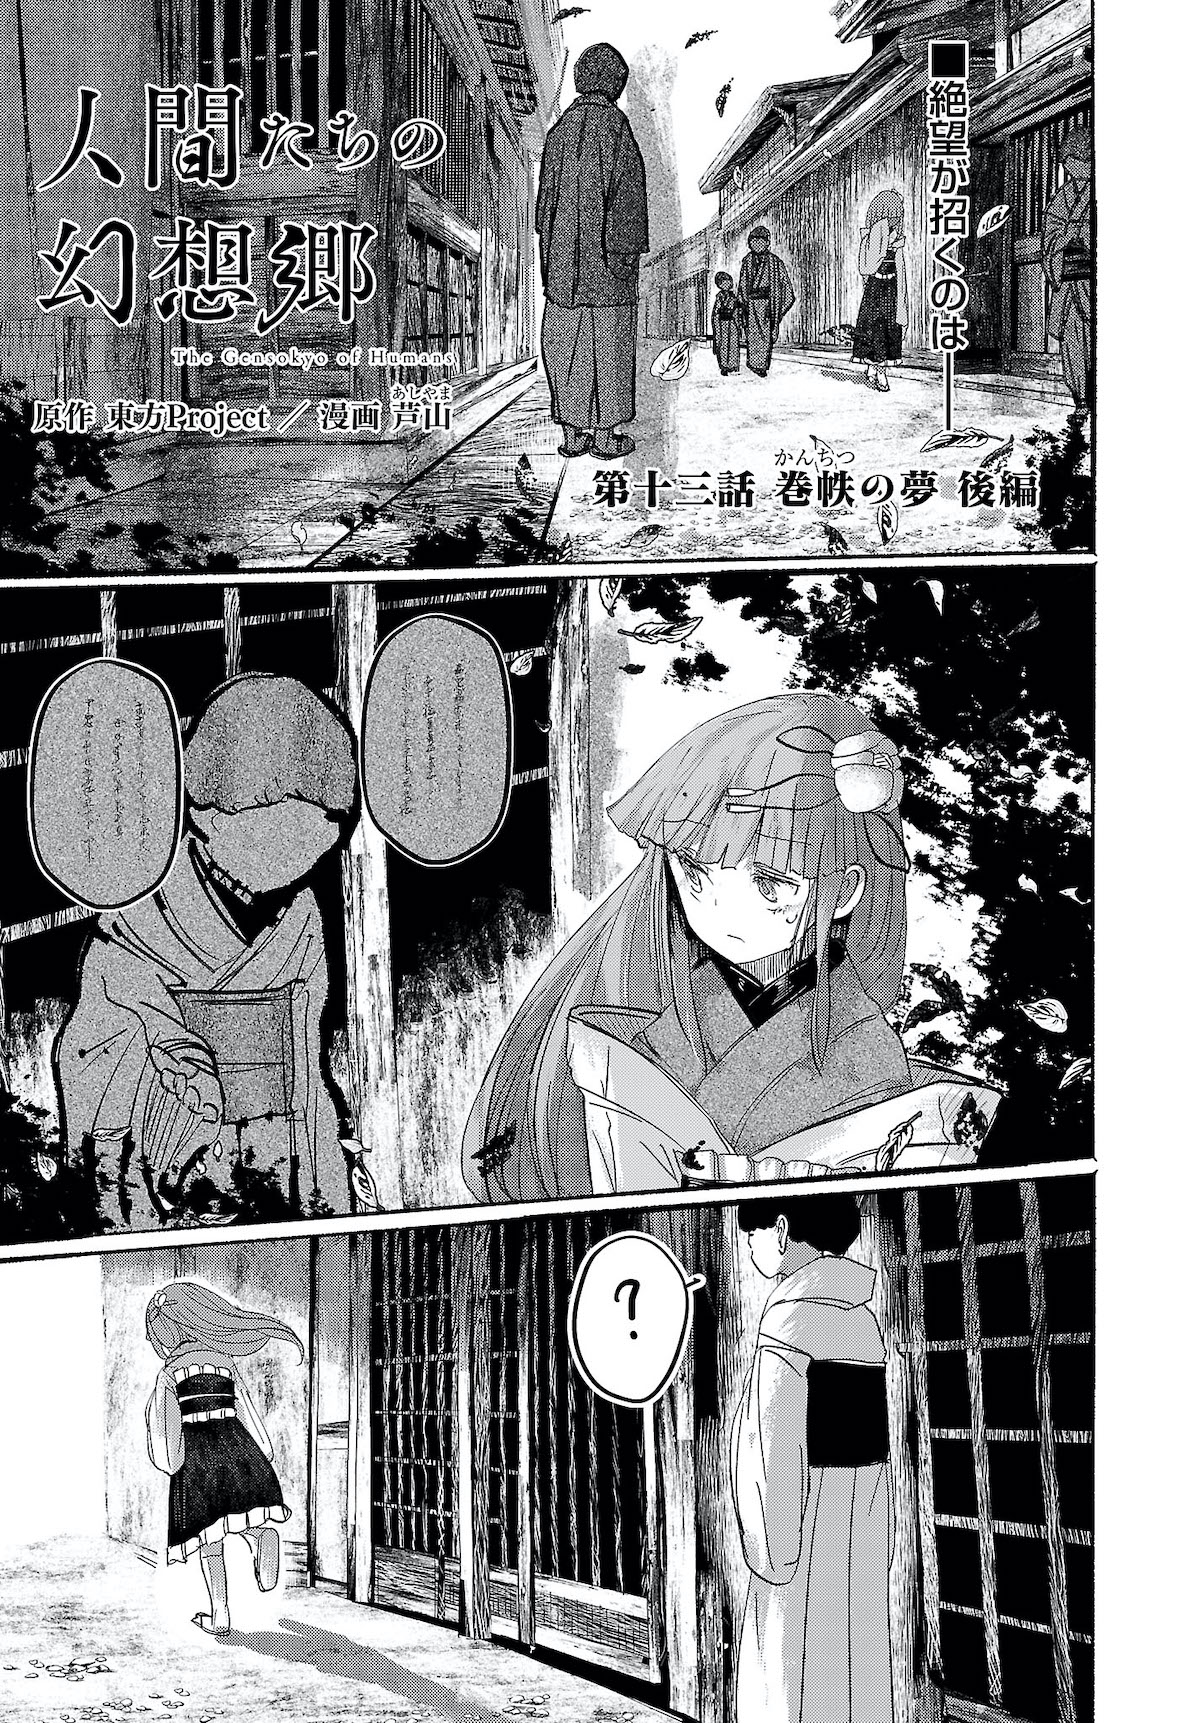 ■絶望が招くのは――
人間たちの
幻想郷
The Gensokyo of Humans
あしやま
原作 東方Project／漫画 芦山
かんちつ
第十三話 巻帙の夢 後編
？